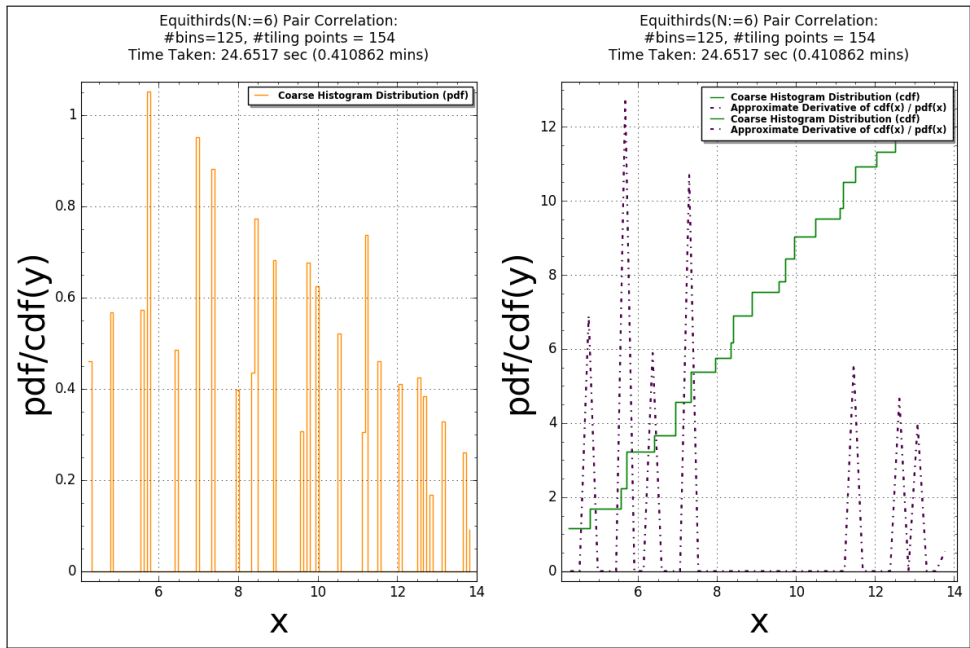 Equithirds(N:=6) Pair Correlation:
#bins=125, #tiling points = 154
Time Taken: 24.6517 sec (0.410862 mins)
Coarse Histogram Distribution (pdf)
1
0.8
0.6
0.4
0.2
0
pdf/cdf(y)
6 8 10 12 14
x
Equithirds(N:=6) Pair Correlation:
#bins=125, #tiling points = 154
Time Taken: 24.6517 sec (0.410862 mins)
Coarse Histogram Distribution (cdf)
Approximate Derivative of cdf(x) / pdf(x)
Coarse Histogram Distribution (cdf)
Approximate Derivative of cdf(x) / pdf(x)
12
10
8
6
4
2
0
pdf/cdf(y)
6 8 10 12 14
x